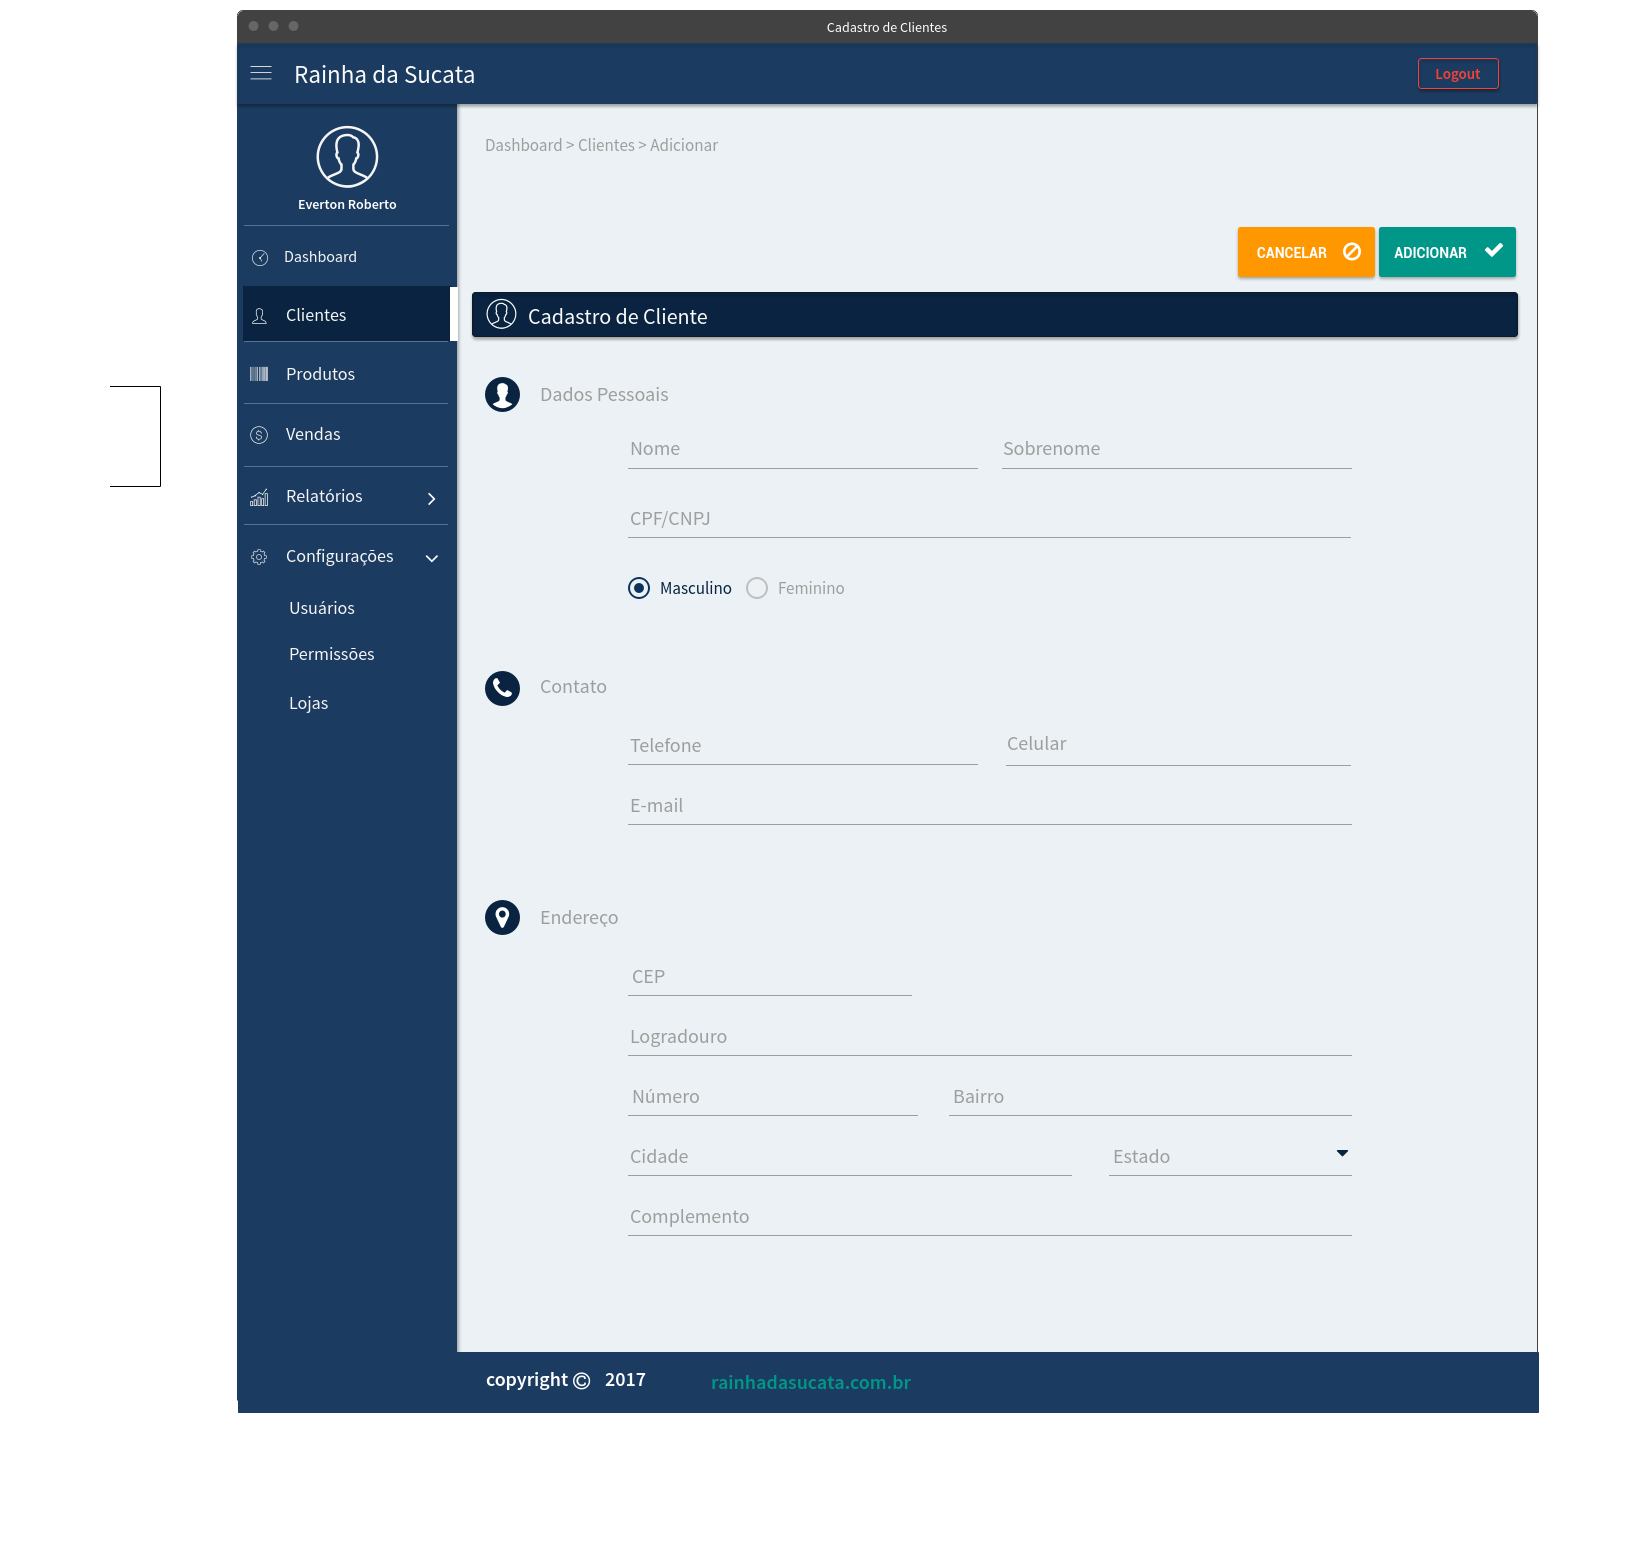 Cadastro de Clientes
Rainha da Sucata
Logout
Everton Roberto
Dashboard
Clientes
Produtos
Vendas
Relatórios
Configurações
Usuários
Permissões
Lojas
Dashboard > Clientes > Adicionar
CANCELAR
ADICIONAR
Cadastro de Cliente
Dados Pessoais
Nome
Sobrenome
CPF/CNPJ
Masculino
Feminino
Contato
Telefone
Celular
E-mail
Endereço
CEP
Logradouro
Número
Bairro
Cidade
Estado
Complemento
copyright © 2017
rainhadasucata.com.br